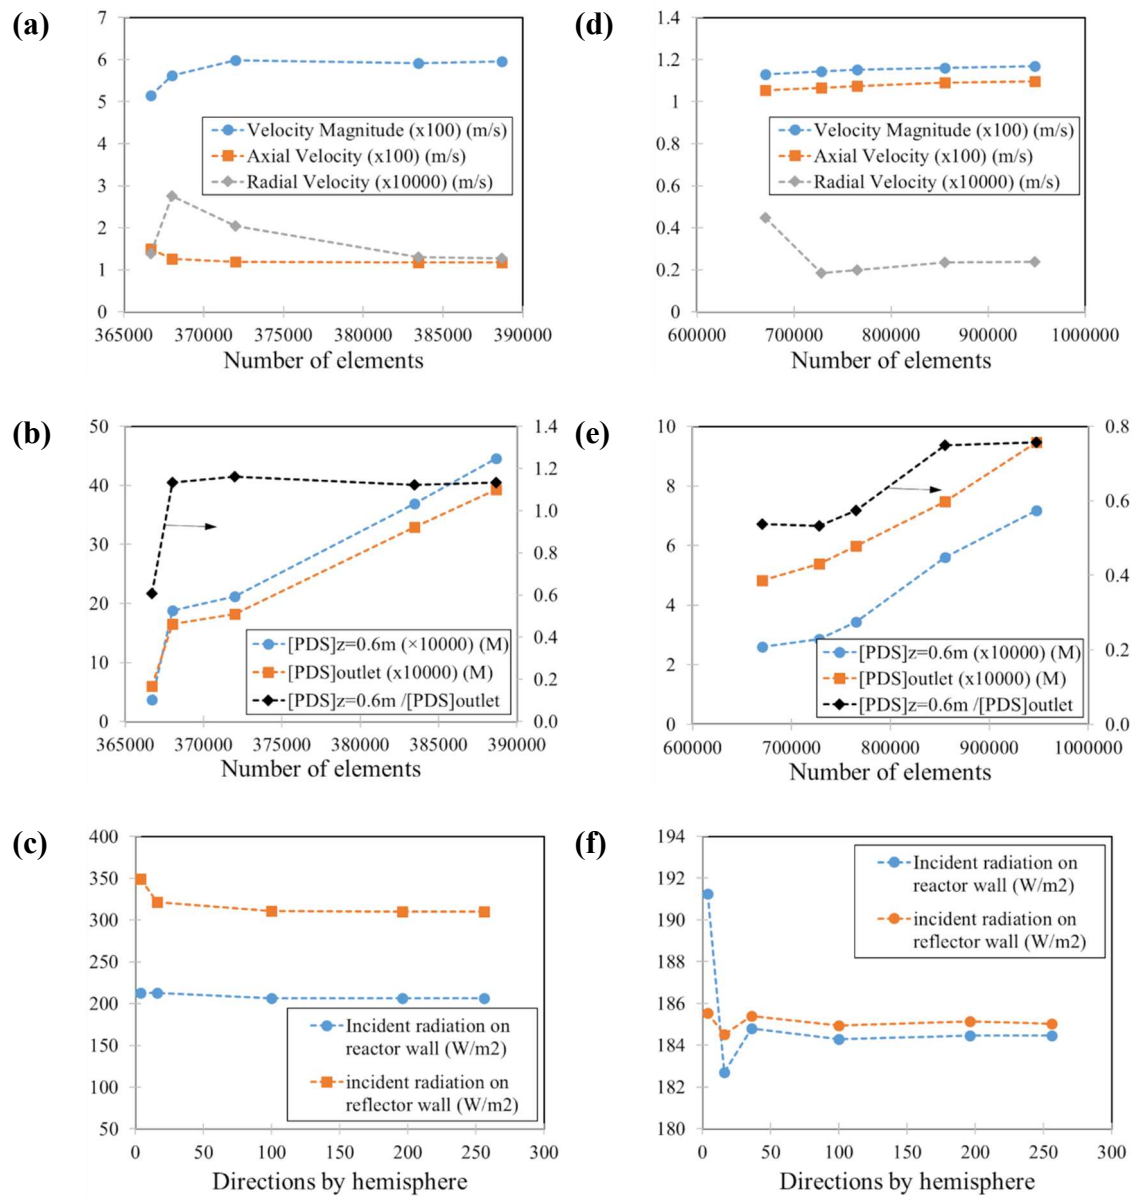 (a)
7
6
5
4
3
2
1
0
Velocity Magnitude (x100) (m/s)
Axial Velocity (x100) (m/s)
Radial Velocity (x10000) (m/s)
365000 370000 375000 380000 385000 390000
Number of elements
(d)
1.4
1.2
1
0.8
0.6
0.4
0.2
0
Velocity Magnitude (x100) (m/s)
Axial Velocity (x100) (m/s)
Radial Velocity (x10000) (m/s)
600000 700000 800000 900000 1000000
Number of elements
(b)
50
40
30
20
10
0
1.4
1.2
1.0
0.8
0.6
0.4
0.2
0.0
[PDS]z=0.6m (×10000) (M)
[PDS]outlet (x10000) (M)
[PDS]z=0.6m /[PDS]outlet
365000 370000 375000 380000 385000 390000
Number of elements
(e)
10
8
6
4
2
0
0.8
0.6
0.4
0.2
0.0
[PDS]z=0.6m (x10000) (M)
[PDS]outlet (x10000) (M)
[PDS]z=0.6m /[PDS]outlet
600000 700000 800000 900000 1000000
Number of elements
(c)
400
350
300
250
200
150
100
50
Incident radiation on
reactor wall (W/m2)
incident radiation on
reflector wall (W/m2)
0 50 100 150 200 250 300
Directions by hemisphere
(f)
194
192
190
188
186
184
182
180
Incident radiation on
reactor wall (W/m2)
incident radiation on
reflector wall (W/m2)
0 50 100 150 200 250 300
Directions by hemisphere